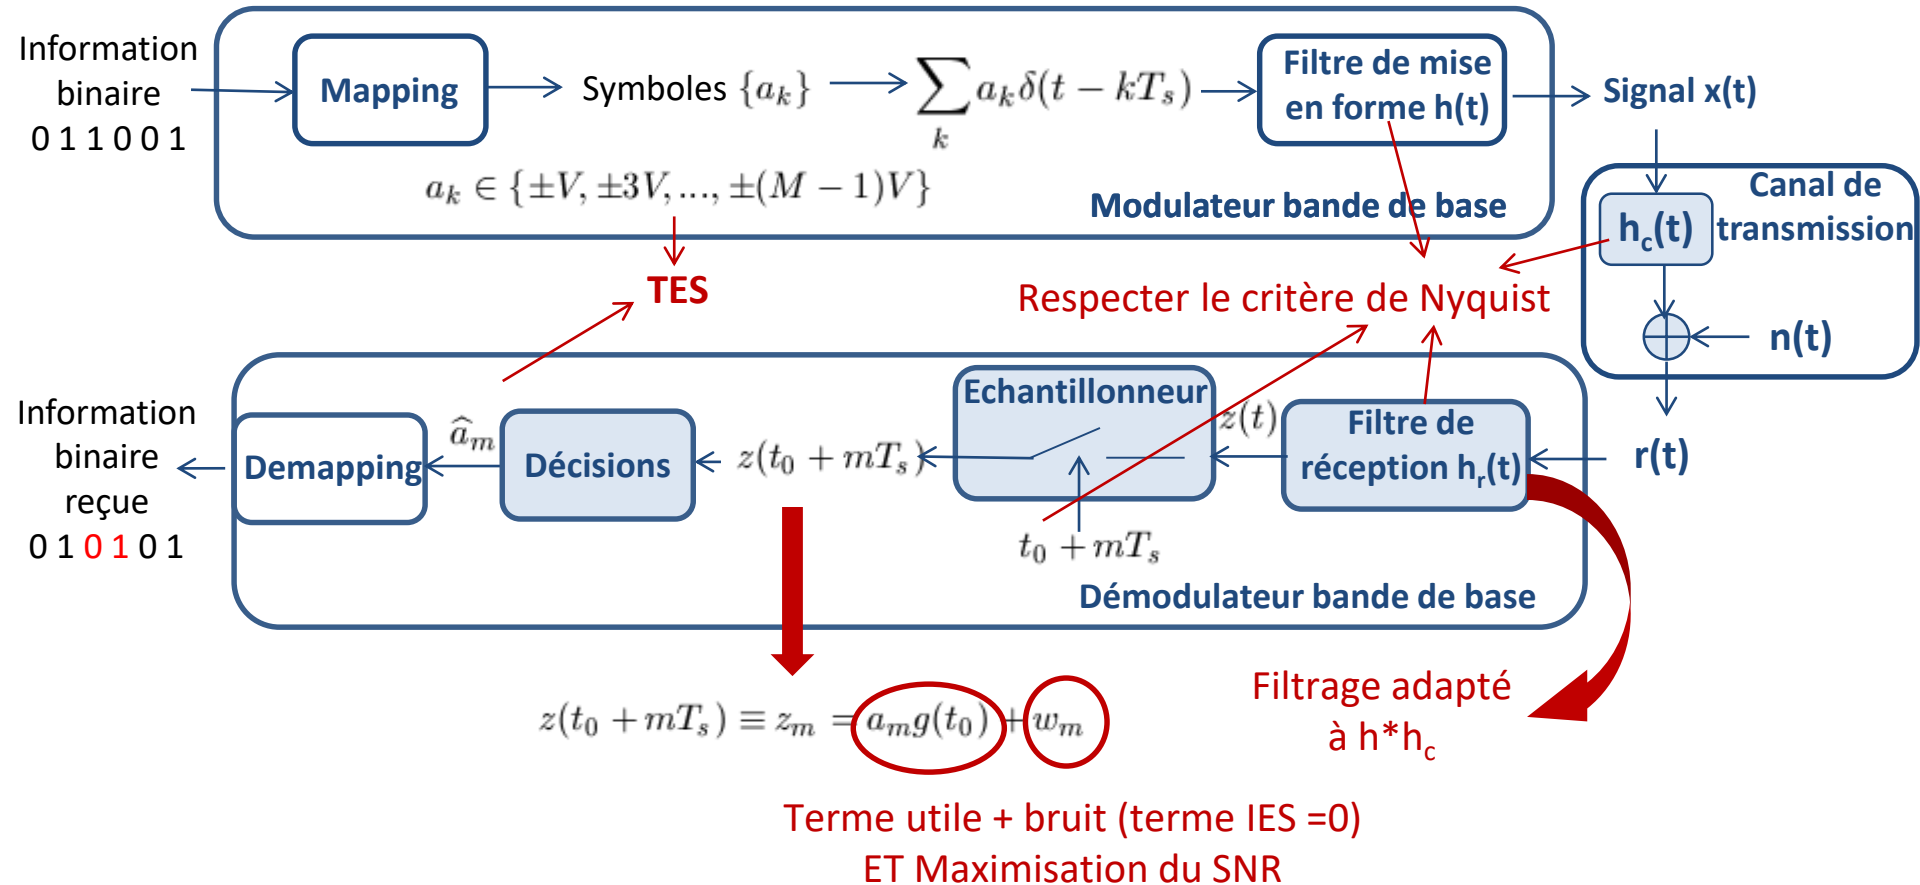 Information
binaire
0 1 1 0 0 1
Mapping
Symboles {a_k}
∑_k a_k δ(t − kT_s)
Filtre de mise
en forme h(t)
Signal x(t)
a_k ∈ {±V, ±3V, ..., ±(M − 1)V}
Modulateur bande de base
Canal de
transmission
h_c(t)
n(t)
r(t)
TES
Respecter le critère de Nyquist
Information
binaire
reçue
0 1 0 1 0 1
Demapping
â_m
Décisions
z(t_0 + mT_s)
Echantillonneur
t_0 + mT_s
z(t)
Filtre de
réception h_r(t)
Démodulateur bande de base
z(t_0 + mT_s) ≡ z_m = a_m g(t_0) + w_m
Filtrage adapté
à h*h_c
Terme utile + bruit (terme IES =0)
ET Maximisation du SNR